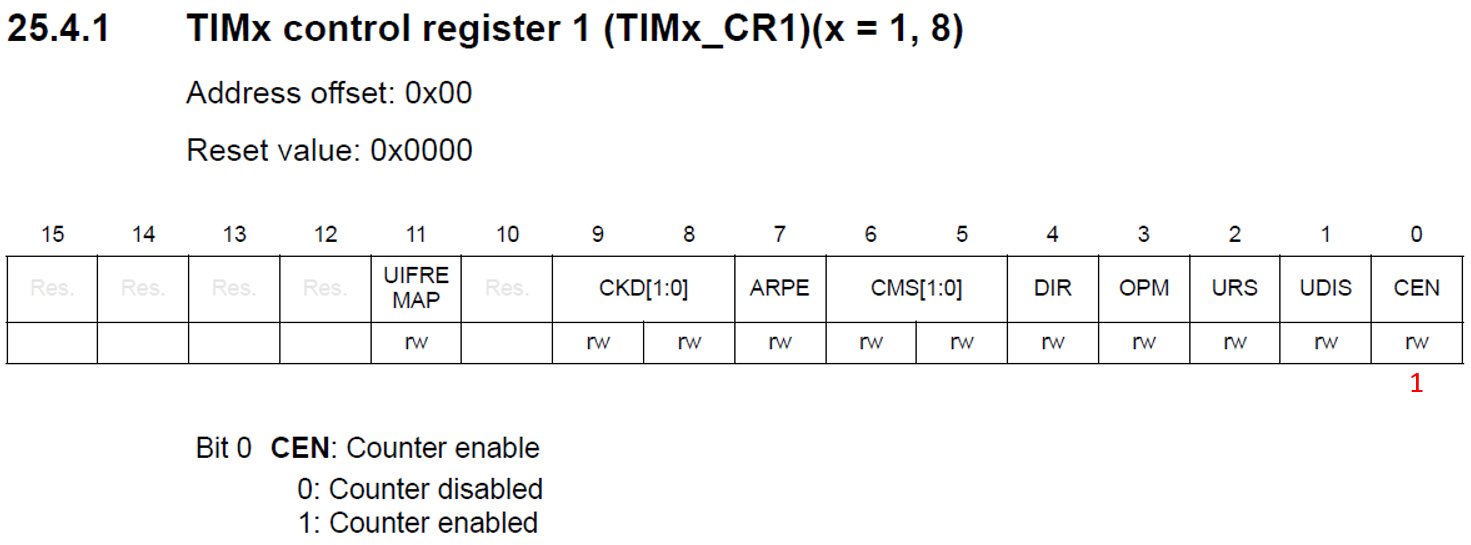 25.4.1 TIMx control register 1 (TIMx_CR1)(x = 1, 8)
Address offset: 0x00
Reset value: 0x0000
15 14 13 12 11 10 9 8 7 6 5 4 3 2 1 0
Res. Res. Res. Res. UIFRE MAP Res. CKD[1:0] ARPE CMS[1:0] DIR OPM URS UDIS CEN
rw rw rw rw rw rw rw rw rw rw rw
1
Bit 0 CEN: Counter enable
0: Counter disabled
1: Counter enabled